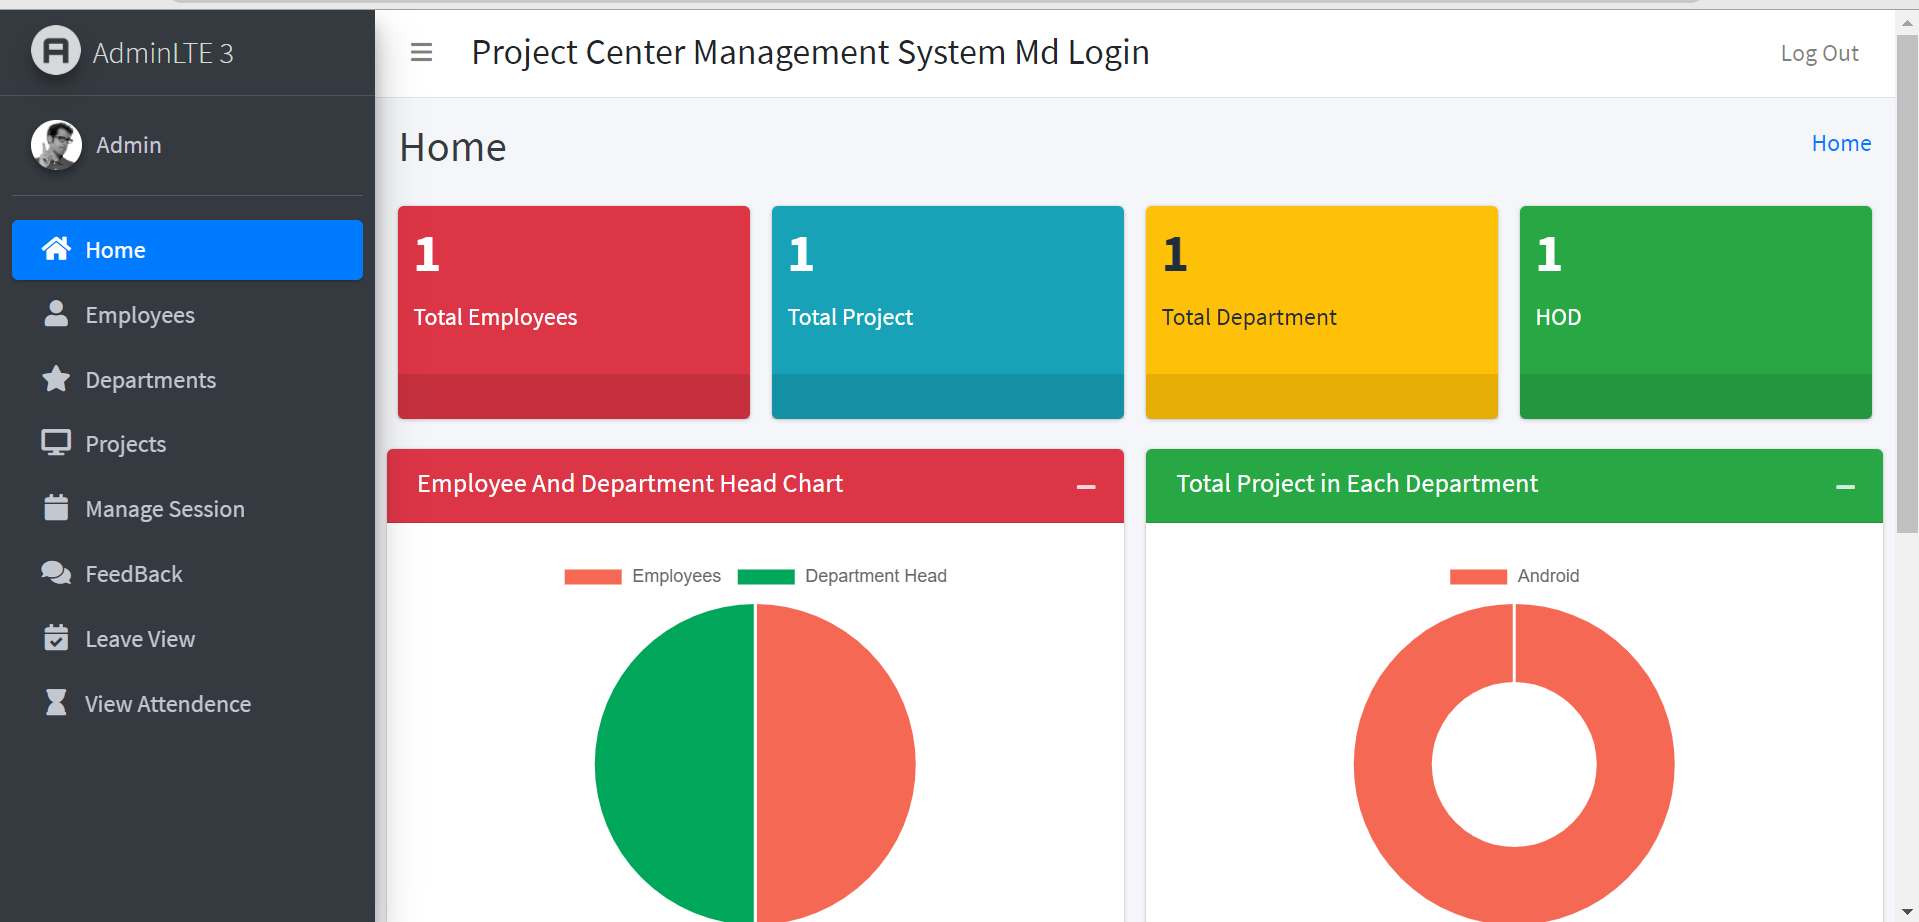 AdminLTE 3
Project Center Management System Md Login
Log Out
Admin
Home
Home
Home
Employees
Departments
Projects
Manage Session
FeedBack
Leave View
View Attendence
1
Total Employees
1
Total Project
1
Total Department
1
HOD
Employee And Department Head Chart
Employees
Department Head
Total Project in Each Department
Android